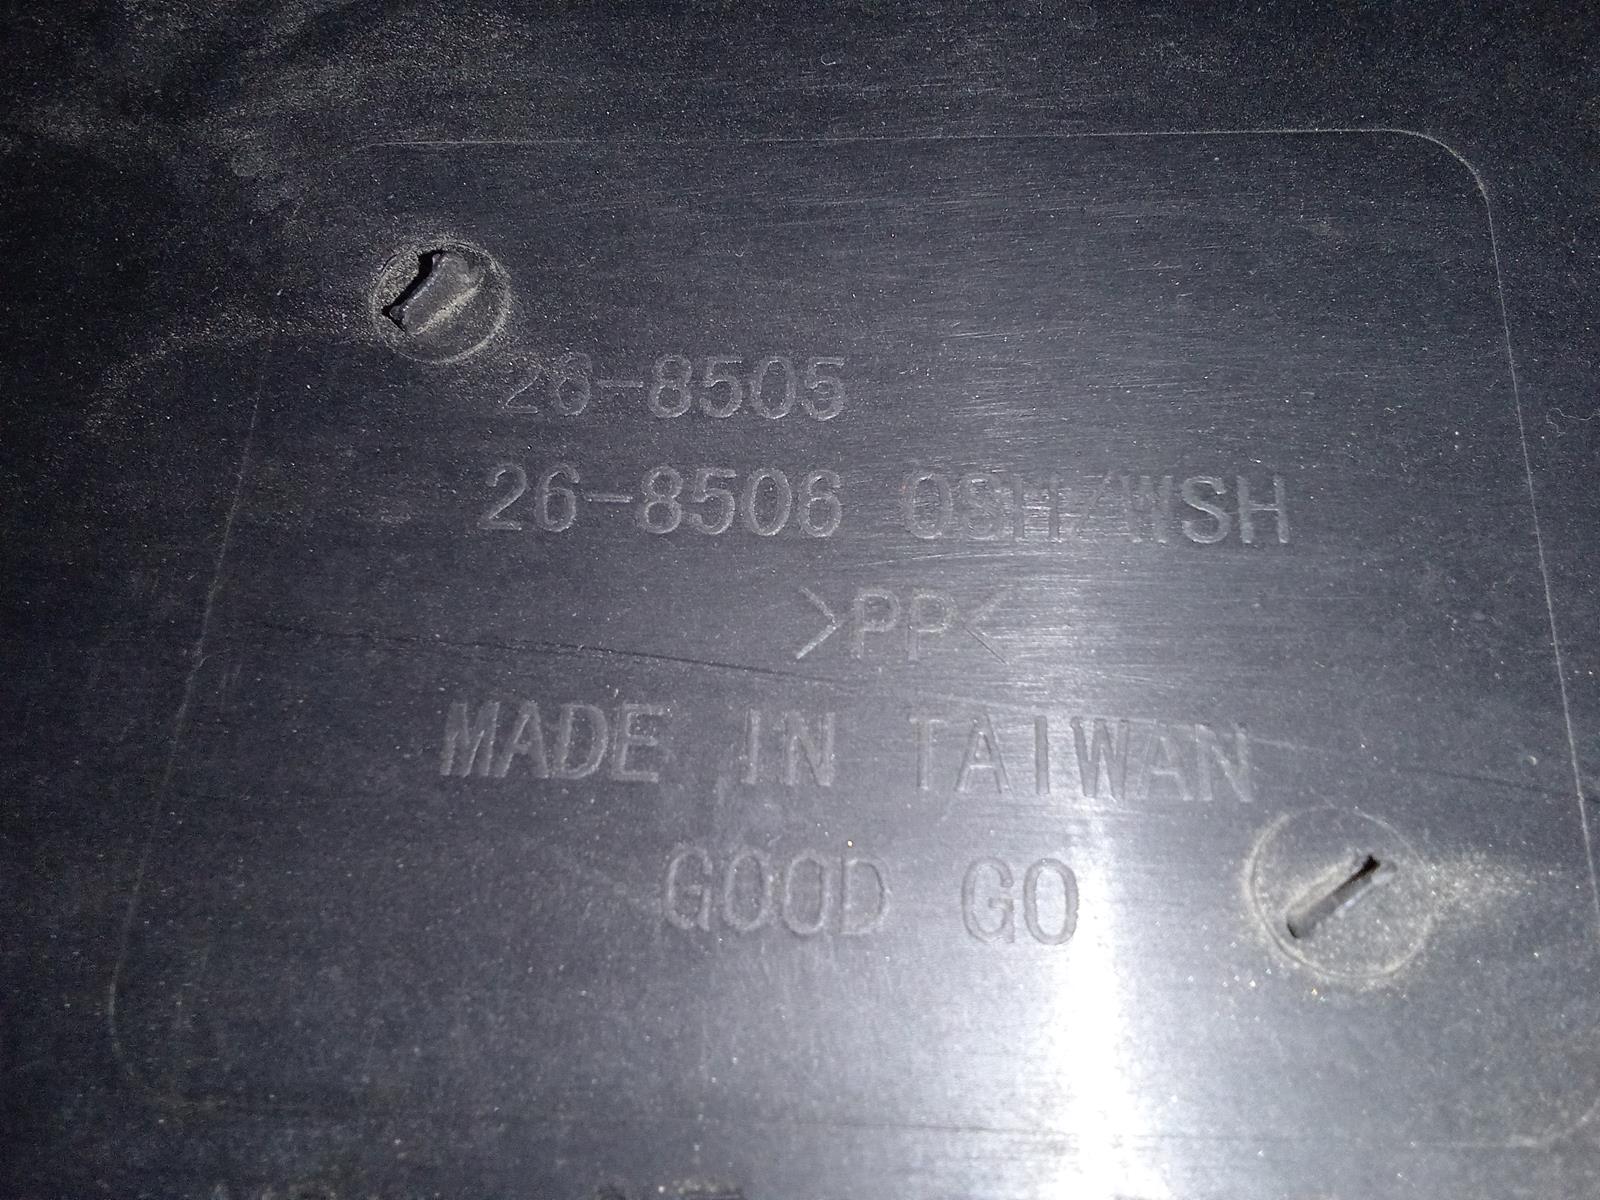 26-8505
26-8506 OSH/WSH
>PP<
MADE IN TAIWAN
GOOD GO